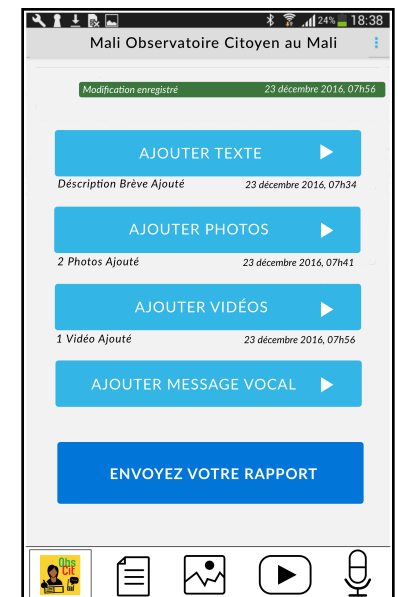 24% 18:38
Mali Observatoire Citoyen au Mali
Modification enregistré 23 décembre 2016, 07h56
AJOUTER TEXTE
Déscription Brève Ajouté 23 décembre 2016, 07h34
AJOUTER PHOTOS
2 Photos Ajouté 23 décembre 2016, 07h41
AJOUTER VIDÉOS
1 Vidéo Ajouté 23 décembre 2016, 07h56
AJOUTER MESSAGE VOCAL
ENVOYEZ VOTRE RAPPORT
Obs
Cit